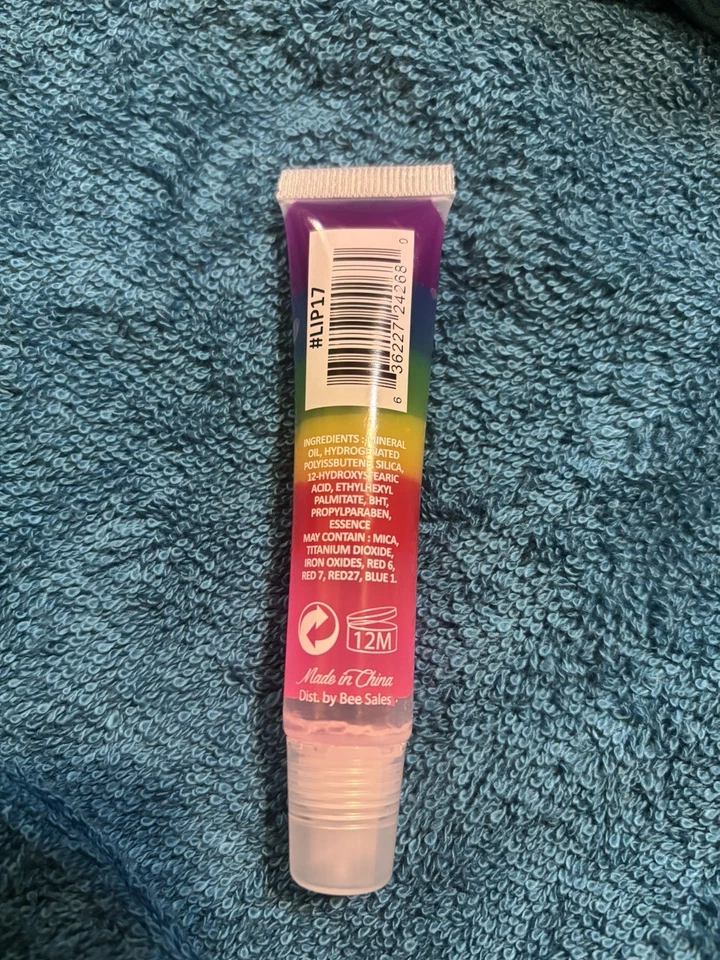 #LIP17
6 36227 24268 0
INGREDIENTS : MINERAL
OIL, HYDROGENATED
POLYISSBUTENE, SILICA,
12-HYDROXYSTEARIC
ACID, ETHYLHEXYL
PALMITATE, BHT,
PROPYLPARABEN,
ESSENCE
MAY CONTAIN : MICA,
TITANIUM DIOXIDE,
IRON OXIDES, RED 6,
RED 7, RED27, BLUE 1.
12M
Made in China
Dist. by Bee Sales